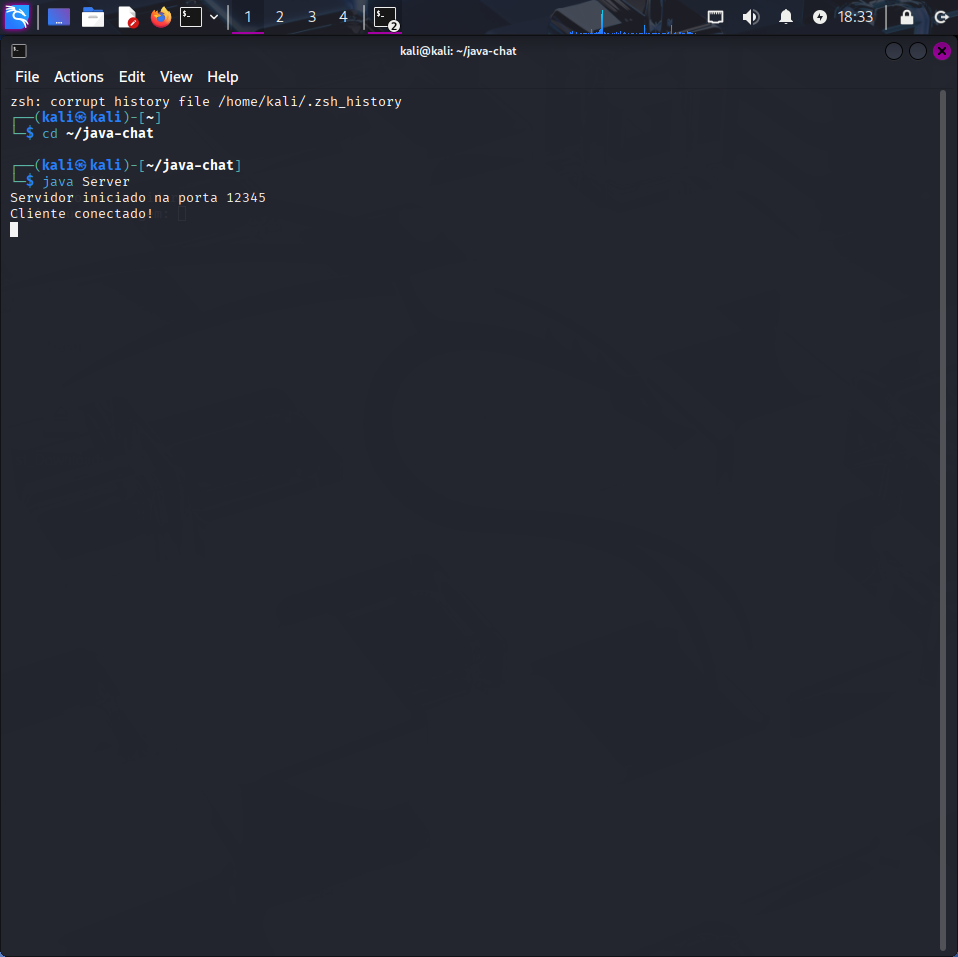 1 2 3 4 2 18:33
kali@kali: ~/java-chat
File Actions Edit View Help
zsh: corrupt history file /home/kali/.zsh_history
┌──(kali㉿kali)-[~]
└─$ cd ~/java-chat
┌──(kali㉿kali)-[~/java-chat]
└─$ java Server
Servidor iniciado na porta 12345
Cliente conectado!